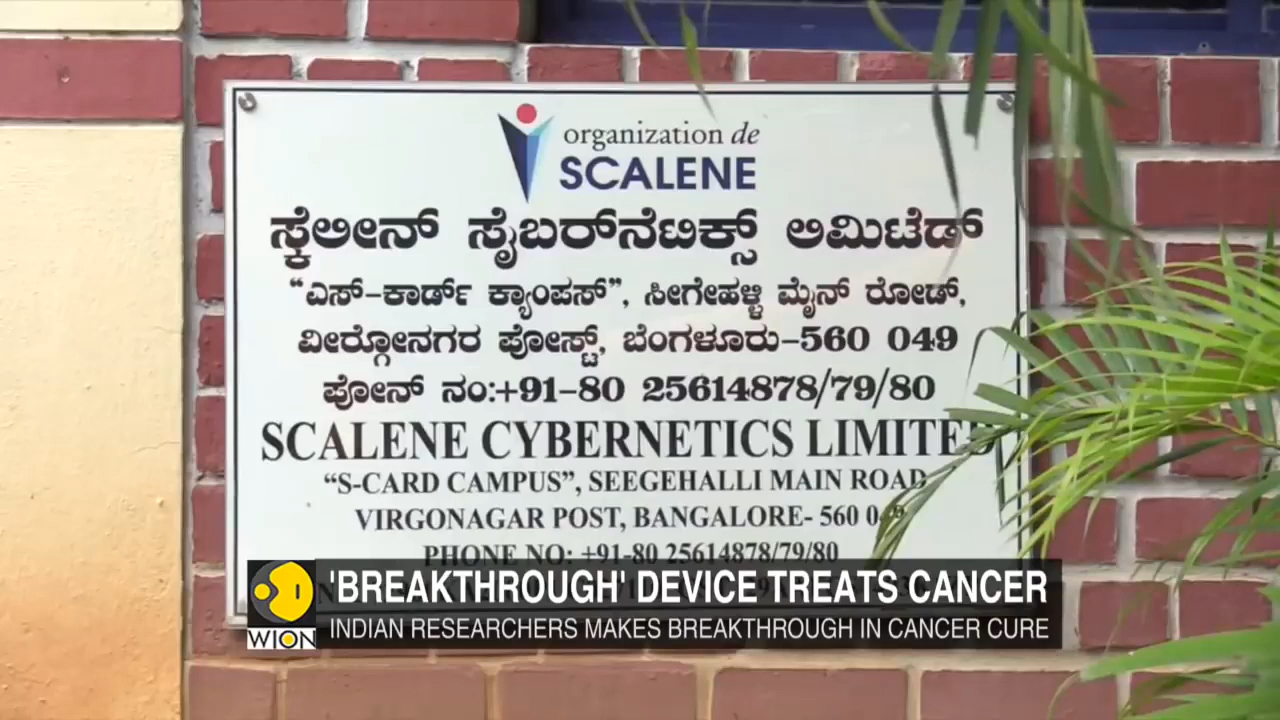 organization de
SCALENE
ಸ್ಕೆಲೀನ್ ಸೈಬರ್‌ನೆಟಿಕ್ಸ್ ಲಿಮಿಟೆಡ್
“ಎಸ್-ಕಾರ್ಡ್ ಕ್ಯಾಂಪಸ್”, ಸೀಗೇಹಳ್ಳಿ ಮೈನ್ ರೋಡ್,
ವೀರ್‍ಗೋನಗರ ಪೋಸ್ಟ್, ಬೆಂಗಳೂರು-560 049
ಫೋನ್ ನಂ:+91-80 25614878/79/80
SCALENE CYBERNETICS LIMITED
“S-CARD CAMPUS”, SEEGEHALLI MAIN ROAD
VIRGONAGAR POST, BANGALORE- 560 049
PHONE NO: +91-80 25614878/79/80
'BREAKTHROUGH' DEVICE TREATS CANCER
WION INDIAN RESEARCHERS MAKES BREAKTHROUGH IN CANCER CURE